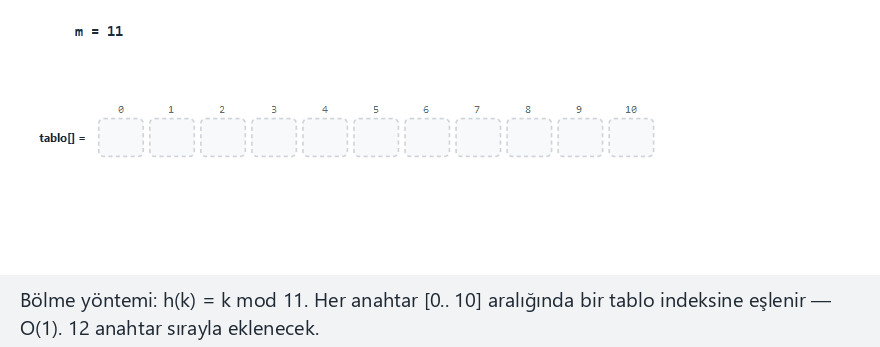 m = 11
0 1 2 3 4 5 6 7 8 9 10
tablo[] =
Bölme yöntemi: h(k) = k mod 11. Her anahtar [0.. 10] aralığında bir tablo indeksine eşlenir —
O(1). 12 anahtar sırayla eklenecek.